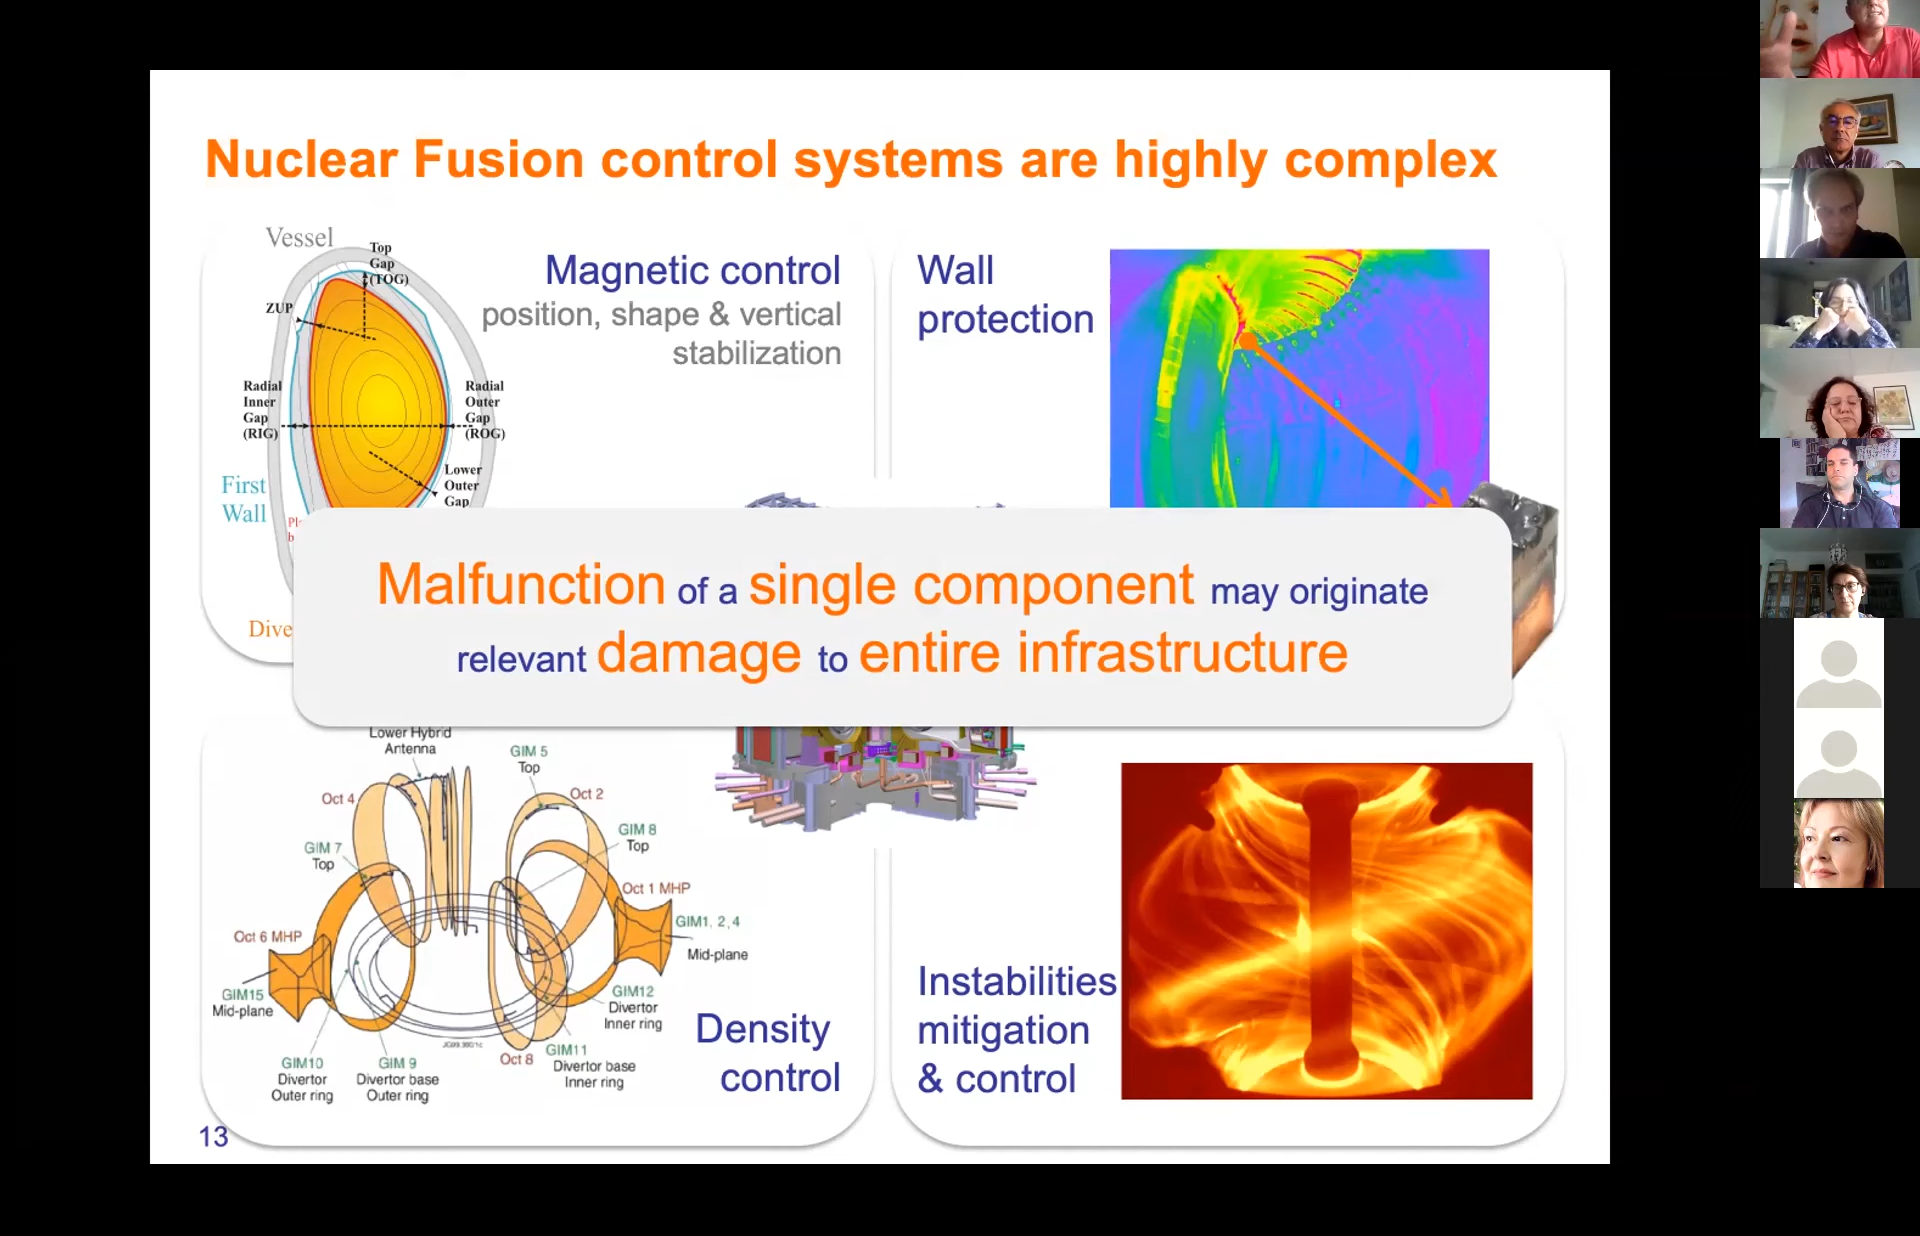 Nuclear Fusion control systems are highly complex
Vessel
Top
Gap
(TOG)
ZUP
Radial
Inner
Gap
(RIG)
Radial
Outer
Gap
(ROG)
Lower
Outer
Gap
First
Wall
Dive
Magnetic control
position, shape & vertical
stabilization
Wall
protection
Malfunction of a single component may originate
relevant damage to entire infrastructure
Lower Hybrid
Antenna
GIM 5
Top
Oct 4
Oct 2
GIM 7
Top
GIM 8
Top
Oct 1 MHP
GIM1, 2, 4
Mid-plane
Oct 6 MHP
GIM15
Mid-plane
GIM12
Divertor
Inner ring
Oct 8
GIM11
Divertor base
Inner ring
GIM10
Divertor
Outer ring
GIM 9
Divertor base
Outer ring
Density
control
Instabilities
mitigation
& control
13